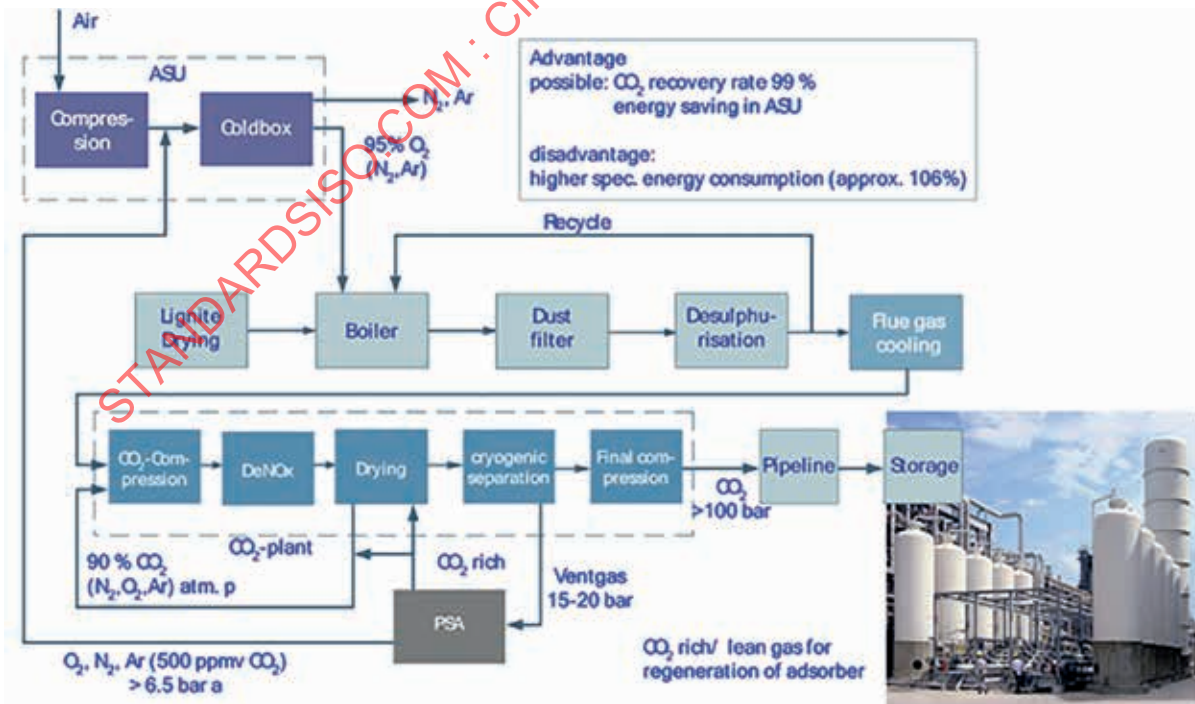 Air
ASU
Compres-
sion
Coldbox
N₂, Ar
95% O₂
(N₂,Ar)
Advantage
possible: CO₂ recovery rate 99 %
energy saving in ASU
disadvantage:
higher spec. energy consumption (approx. 106%)
STANDARDSISO.COM : Cli
Recycle
Lignite
Drying
Boiler
Dust
filter
Desulphu-
risation
Flue gas
cooling
CO₂-Com-
pression
DeNOx
Drying
cryogenic
separation
Final com-
pression
CO₂
>100 bar
Pipeline
Storage
CO₂-plant
90 % CO₂
(N₂,O₂,Ar) atm. p
CO₂ rich
Ventgas
15-20 bar
PSA
O₂, N₂, Ar (500 ppmv CO₂)
> 6.5 bar a
CO₂ rich/ lean gas for
regeneration of adsorber